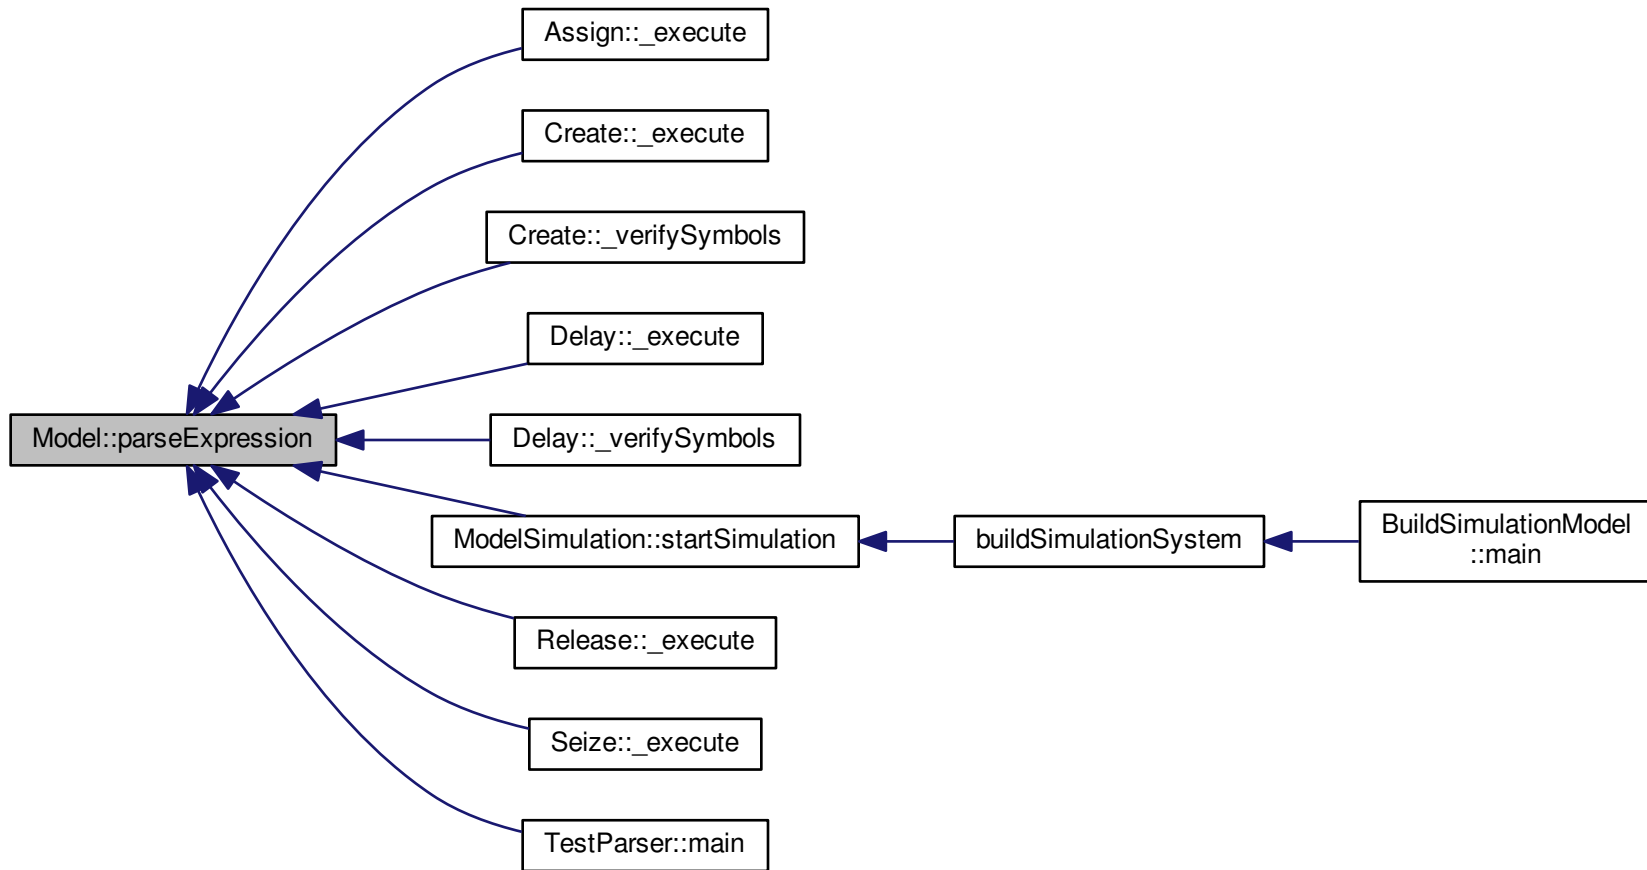 Assign::_execute
Create::_execute
Create::_verifySymbols
Delay::_execute
Model::parseExpression
Delay::_verifySymbols
ModelSimulation::startSimulation
buildSimulationSystem
BuildSimulationModel
::main
Release::_execute
Seize::_execute
TestParser::main